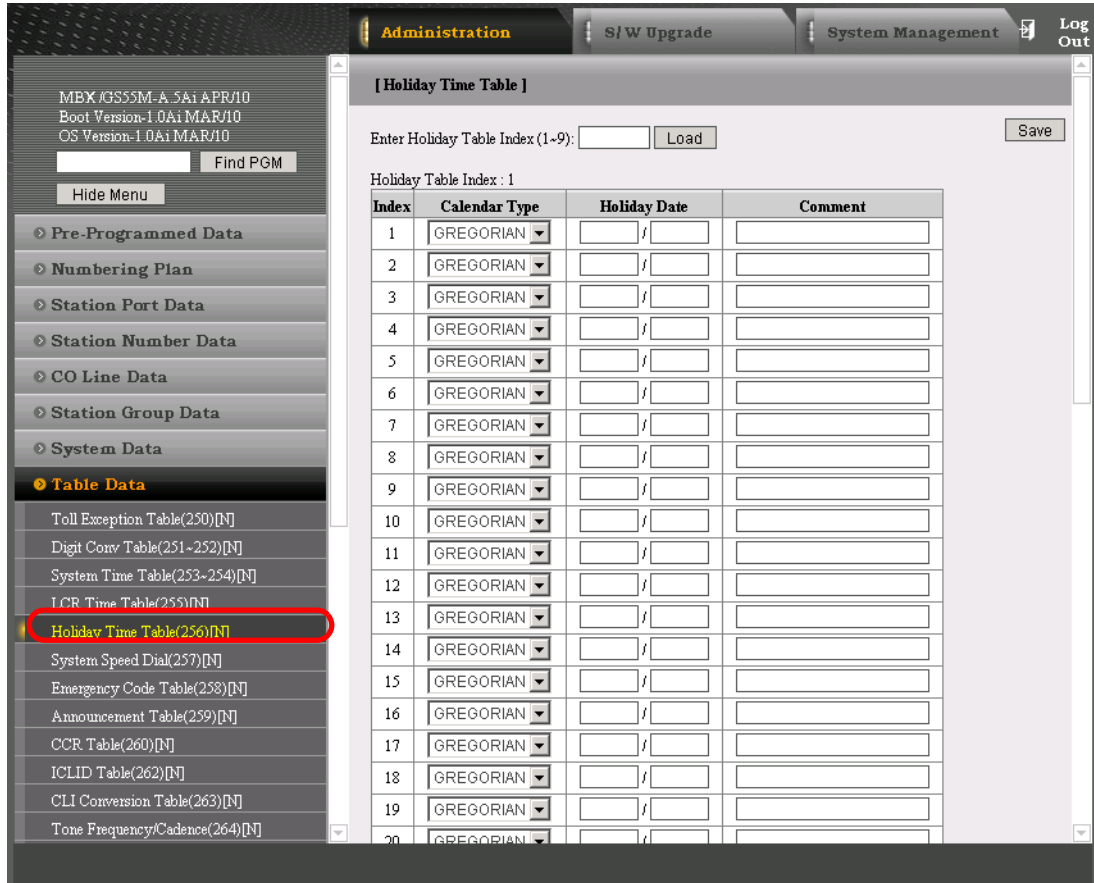 Administration
S/W Upgrade
System Management
Log Out
MBX /GS55M-A.5Ai APR/10
Boot Version-1.0Ai MAR/10
OS Version-1.0Ai MAR/10
Find PGM
Hide Menu
Pre-Programmed Data
Numbering Plan
Station Port Data
Station Number Data
CO Line Data
Station Group Data
System Data
Table Data
Toll Exception Table(250)[N]
Digit Conv Table(251~252)[N]
System Time Table(253~254)[N]
LCR Time Table(255)[N]
Holiday Time Table(256)[N]
System Speed Dial(257)[N]
Emergency Code Table(258)[N]
Announcement Table(259)[N]
CCR Table(260)[N]
ICLID Table(262)[N]
CLI Conversion Table(263)[N]
Tone Frequency/Cadence(264)[N]
[ Holiday Time Table ]
Enter Holiday Table Index (1~9): Load Save
Holiday Table Index : 1
Index Calendar Type Holiday Date Comment
1 GREGORIAN /
2 GREGORIAN /
3 GREGORIAN /
4 GREGORIAN /
5 GREGORIAN /
6 GREGORIAN /
7 GREGORIAN /
8 GREGORIAN /
9 GREGORIAN /
10 GREGORIAN /
11 GREGORIAN /
12 GREGORIAN /
13 GREGORIAN /
14 GREGORIAN /
15 GREGORIAN /
16 GREGORIAN /
17 GREGORIAN /
18 GREGORIAN /
19 GREGORIAN /
20 GREGORIAN /